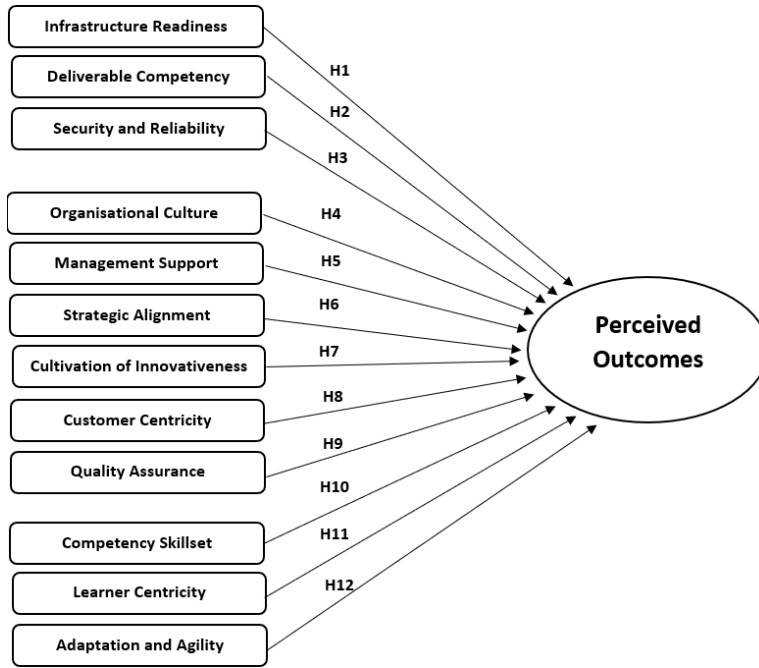 Infrastructure Readiness
Deliverable Competency
Security and Reliability
Organisational Culture
Management Support
Strategic Alignment
Cultivation of Innovativeness
Customer Centricity
Quality Assurance
Competency Skillset
Learner Centricity
Adaptation and Agility
H1
H2
H3
H4
H5
H6
H7
H8
H9
H10
H11
H12
Perceived
Outcomes